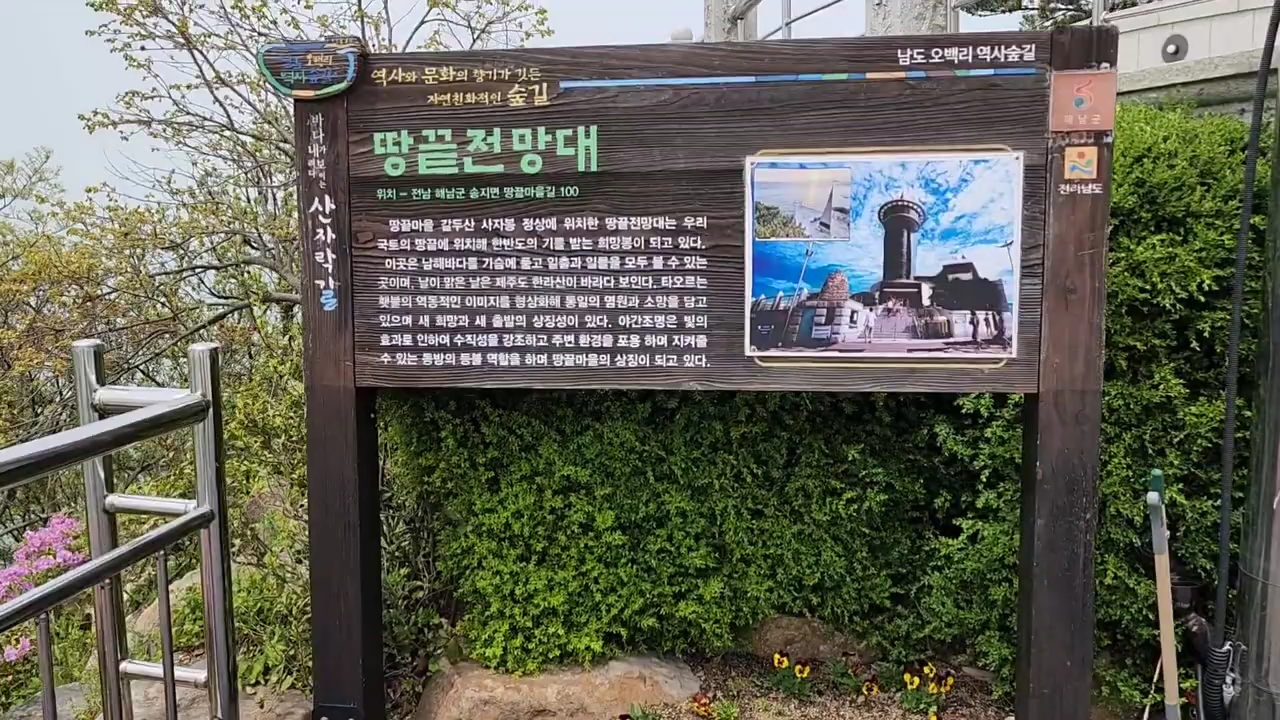 오백리
역사숲길
역사와 문화의 향기가 깃든
자연친화적인 숲길
남도 오백리 역사숲길
해남군
전라남도
바다가 보이는
산자락길
땅끝전망대
위치 - 전남 해남군 송지면 땅끝마을길 100
땅끝마을 갈두산 사자봉 정상에 위치한 땅끝전망대는 우리
국토의 땅끝에 위치해 한반도의 기를 받는 희망봉이 되고 있다.
이곳은 남해바다를 가슴에 품고 일출과 일몰을 모두 볼 수 있는
곳이며, 날이 맑은 날은 제주도 한라산이 바라다 보인다. 타오르는
횃불의 역동적인 이미지를 형상화해 통일의 염원과 소망을 담고
있으며 새 희망과 새 출발의 상징성이 있다. 야간조명은 빛의
효과로 인하여 수직성을 강조하고 주변 환경을 포용 하며 지켜줄
수 있는 동방의 등불 역할을 하며 땅끝마을의 상징이 되고 있다.